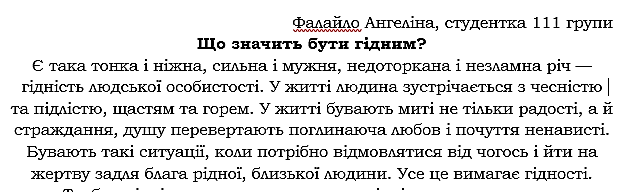 Фалайло Ангеліна, студентка 111 групи
Що значить бути гідним?
Є така тонка і ніжна, сильна і мужня, недоторкана і незламна річ —
гідність людської особистості. У житті людина зустрічається з чесністю
та підлістю, щастям та горем. У житті бувають миті не тільки радості, а й
страждання, душу перевертають поглинаюча любов і почуття ненависті.
Бувають такі ситуації, коли потрібно відмовлятися від чогось і йти на
жертву задля блага рідної, близької людини. Усе це вимагає гідності.